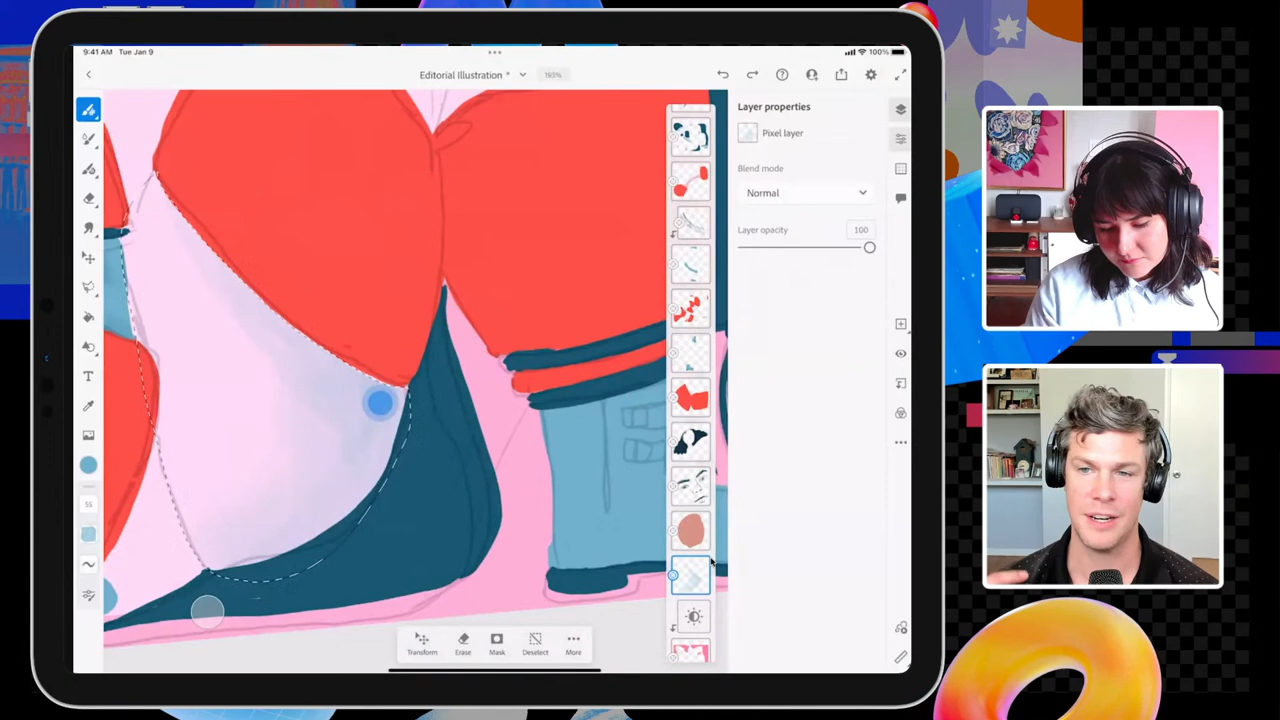 9:41 AM Tue Jan 9
100%
Editorial Illustration *
193%
Layer properties
Pixel layer
Blend mode
Normal
Layer opacity
100
T
55
Transform
Erase
Mask
Deselect
More